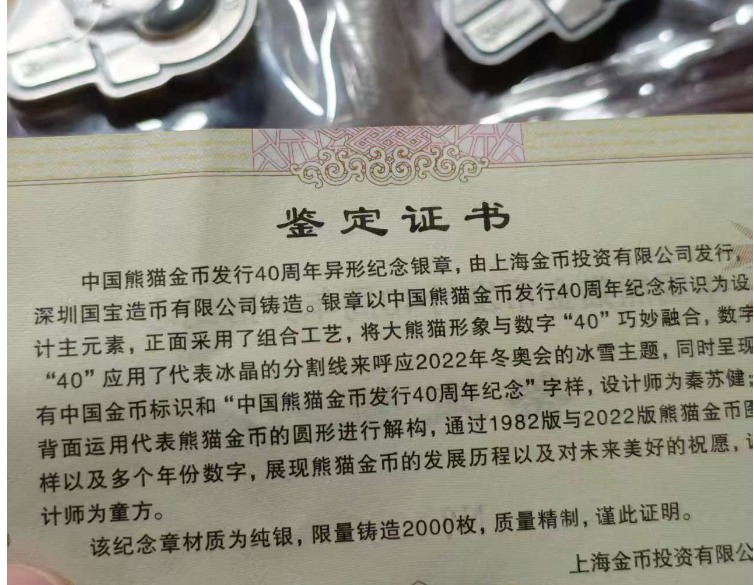 鉴定证书
中国熊猫金币发行40周年异形纪念银章，由上海金币投资有限公司发行，
深圳国宝造币有限公司铸造。银章以中国熊猫金币发行40周年纪念标识为设
计主元素，正面采用了组合工艺，将大熊猫形象与数字“40”巧妙融合，数字
“40”应用了代表冰晶的分割线来呼应2022年冬奥会的冰雪主题，同时呈现
有中国金币标识和“中国熊猫金币发行40周年纪念”字样，设计师为秦苏健；
背面运用代表熊猫金币的圆形进行解构，通过1982版与2022版熊猫金币图
样以及多个年份数字，展现熊猫金币的发展历程以及对未来美好的祝愿，设
计师为童方。
该纪念章材质为纯银，限量铸造2000枚，质量精制，谨此证明。
上海金币投资有限公